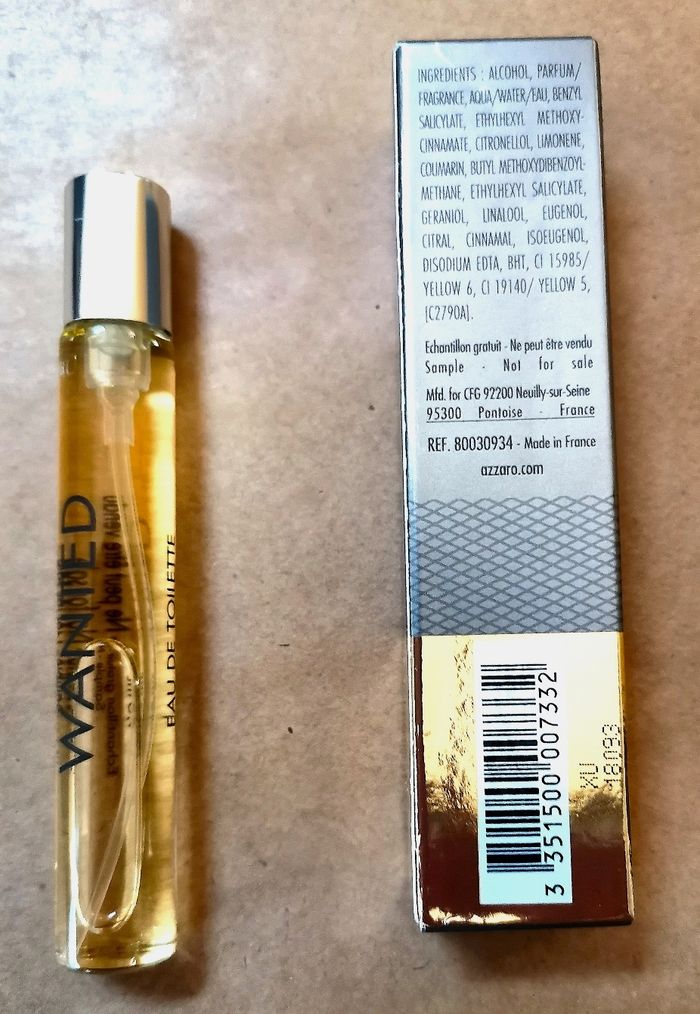 WANTED
EAU DE TOILETTE
INGREDIENTS : ALCOHOL, PARFUM/
FRAGRANCE, AQUA/WATER/EAU, BENZYL
SALICYLATE, ETHYLHEXYL METHOXY-
CINNAMATE, CITRONELLOL, LIMONENE,
COUMARIN, BUTYL METHOXYDIBENZOYL-
METHANE, ETHYLHEXYL SALICYLATE,
GERANIOL, LINALOOL, EUGENOL,
CITRAL, CINNAMAL, ISOEUGENOL,
DISODIUM EDTA, BHT, CI 15985/
YELLOW 6, CI 19140/ YELLOW 5,
[C2790A].
Echantillon gratuit - Ne peut être vendu
Sample - Not for sale
Mfd. for CFG 92200 Neuilly-sur-Seine
95300 Pontoise - France
REF. 80030934 - Made in France
azzaro.com
3 351500 007332
XU